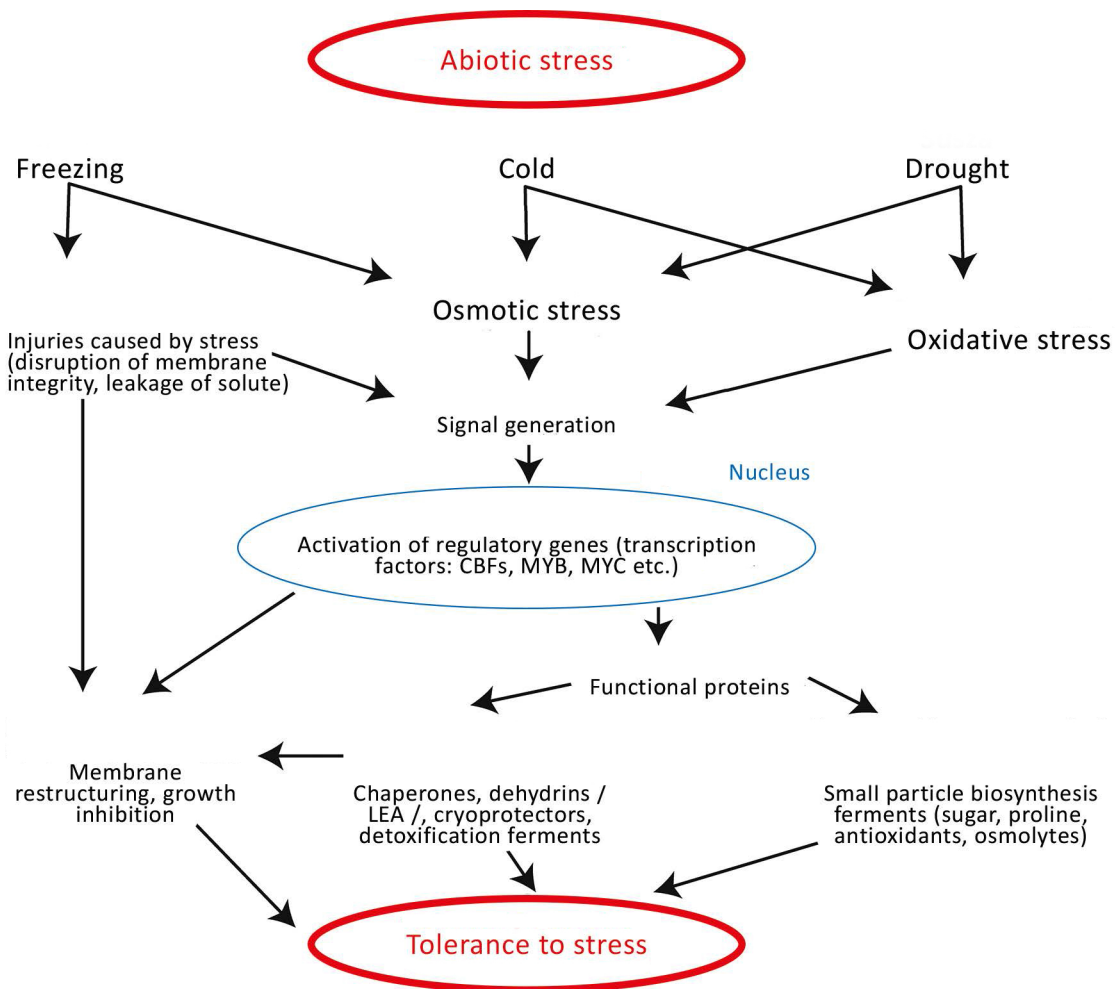 Abiotic stress
Freezing
Cold
Drought
Osmotic stress
Injuries caused by stress
(disruption of membrane
integrity, leakage of solute)
Oxidative stress
Signal generation
Nucleus
Activation of regulatory genes (transcription
factors: CBFs, MYB, MYC etc.)
Functional proteins
Membrane
restructuring, growth
inhibition
Chaperones, dehydrins /
LEA /, cryoprotectors,
detoxification ferments
Small particle biosynthesis
ferments (sugar, proline,
antioxidants, osmolytes)
Tolerance to stress